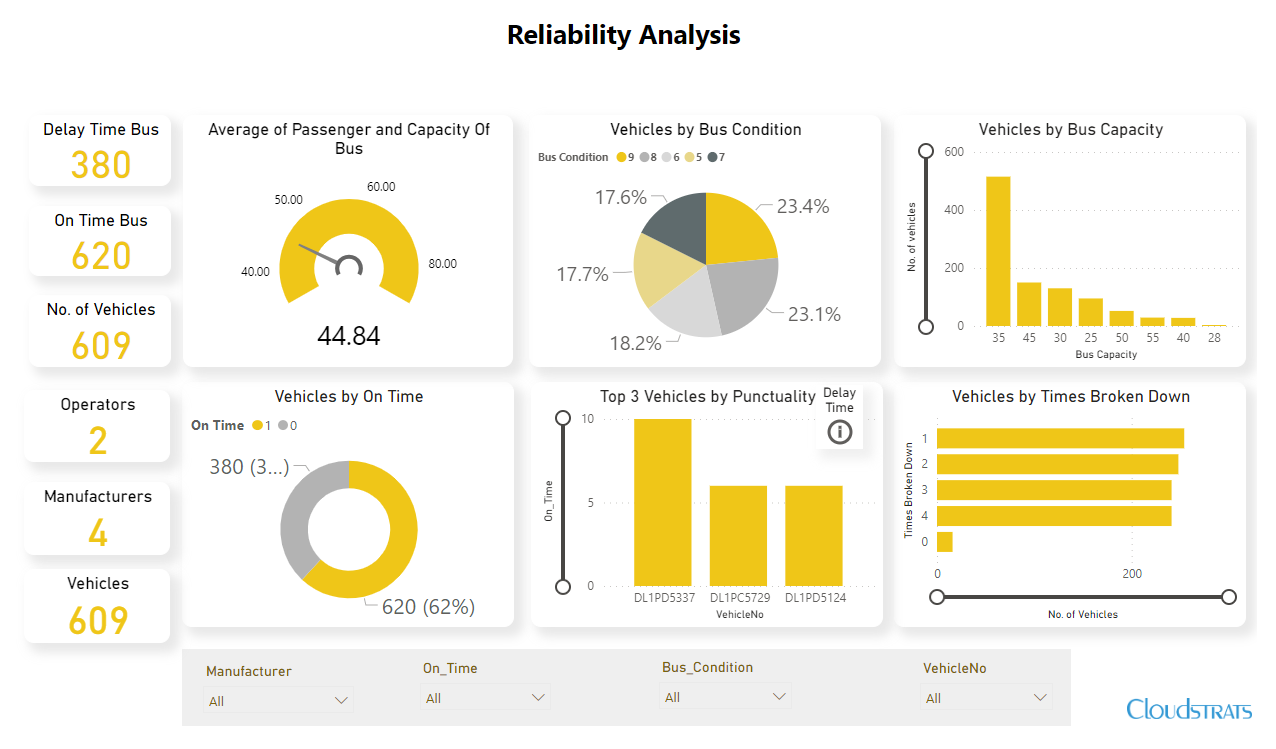 Reliability Analysis
Delay Time Bus
380
On Time Bus
620
No. of Vehicles
609
Operators
2
Manufacturers
4
Vehicles
609
Average of Passenger and Capacity Of
Bus
40.00
50.00
60.00
80.00
44.84
Vehicles by Bus Condition
Bus Condition 9 8 6 5 7
17.6%
23.4%
17.7%
23.1%
18.2%
Vehicles by Bus Capacity
No. of vehicles
600
400
200
0
35 45 30 25 50 55 40 28
Bus Capacity
Vehicles by On Time
On Time 1 0
380 (3...)
620 (62%)
Top 3 Vehicles by Punctuality
Delay
Time
On_Time
10
5
0
DL1PD5337 DL1PC5729 DL1PD5124
VehicleNo
Vehicles by Times Broken Down
Times Broken Down
1
2
3
4
0
0 200
No. of Vehicles
Manufacturer
All
On_Time
All
Bus_Condition
All
VehicleNo
All
Cloudstrats